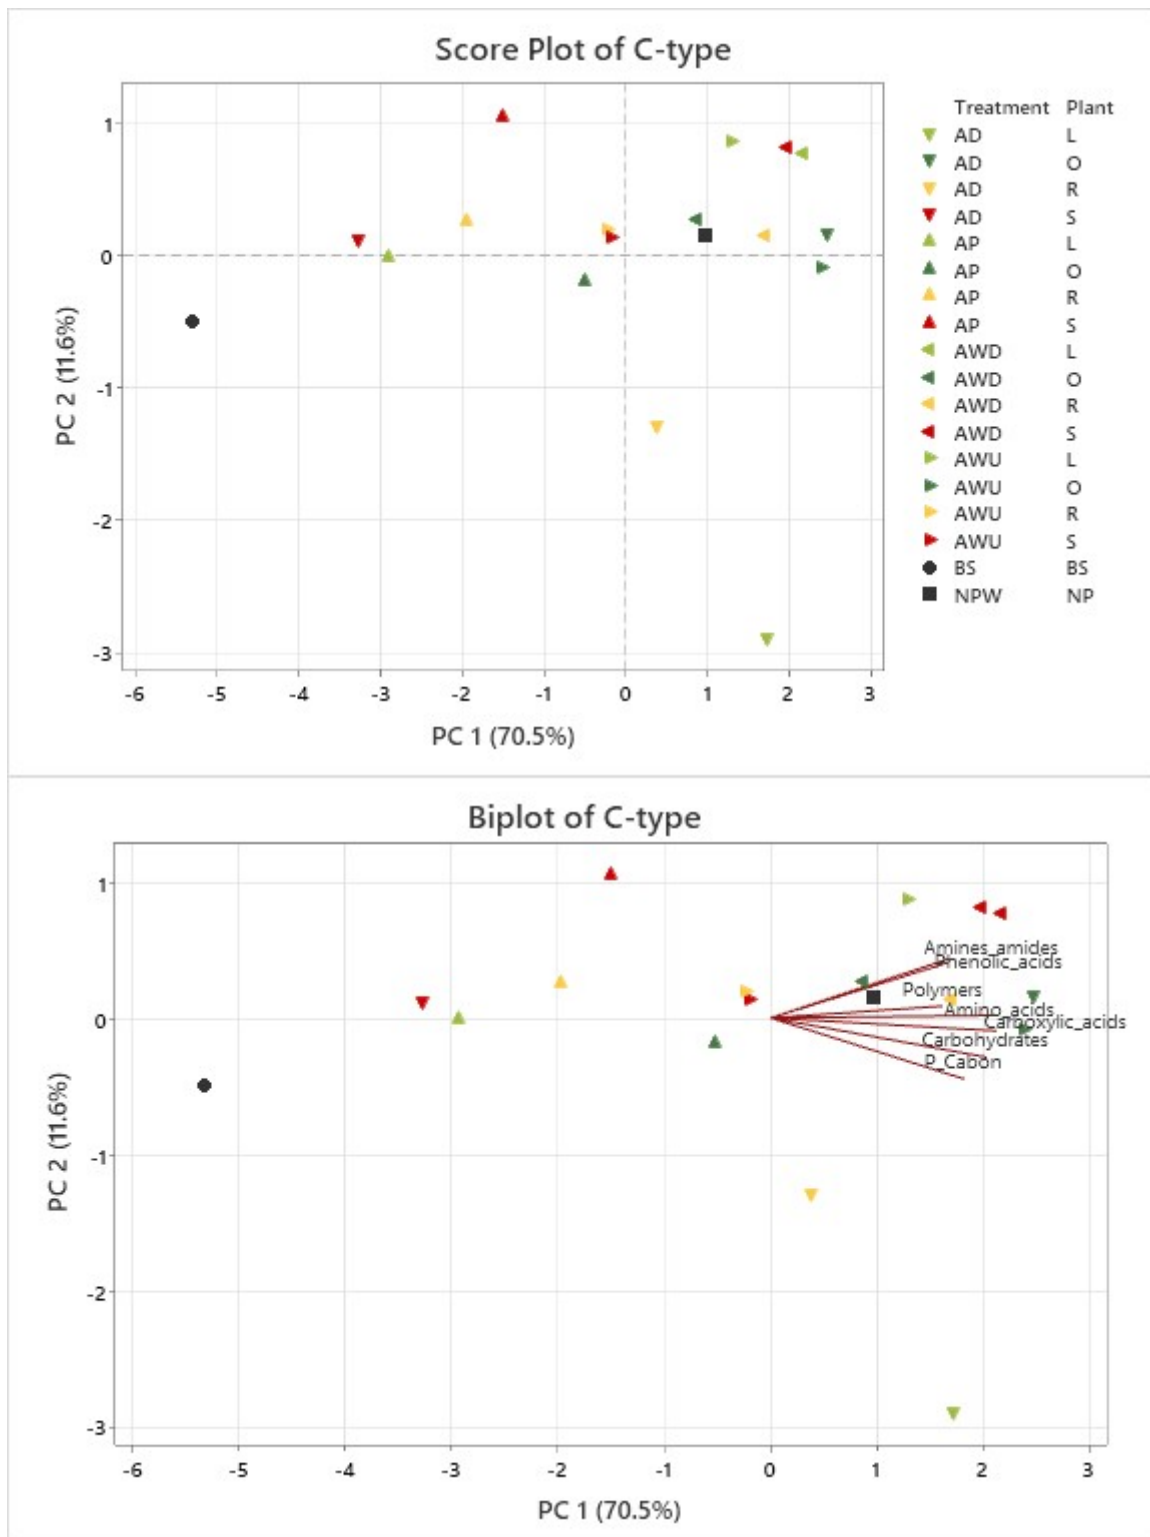 Score Plot of C-type
Treatment Plant
AD L
AD O
AD R
AD S
AP L
AP O
AP R
AP S
AWD L
AWD O
AWD R
AWD S
AWU L
AWU O
AWU R
AWU S
BS BS
NPW NP
1
0
-1
-2
-3
PC 2 (11.6%)
-6 -5 -4 -3 -2 -1 0 1 2 3
PC 1 (70.5%)
Biplot of C-type
1
0
-1
-2
-3
PC 2 (11.6%)
Amines_amides
Phenolic_acids
Polymers
Amino_acids
Carboxylic_acids
Carbohydrates
P_Cabon
-6 -5 -4 -3 -2 -1 0 1 2 3
PC 1 (70.5%)